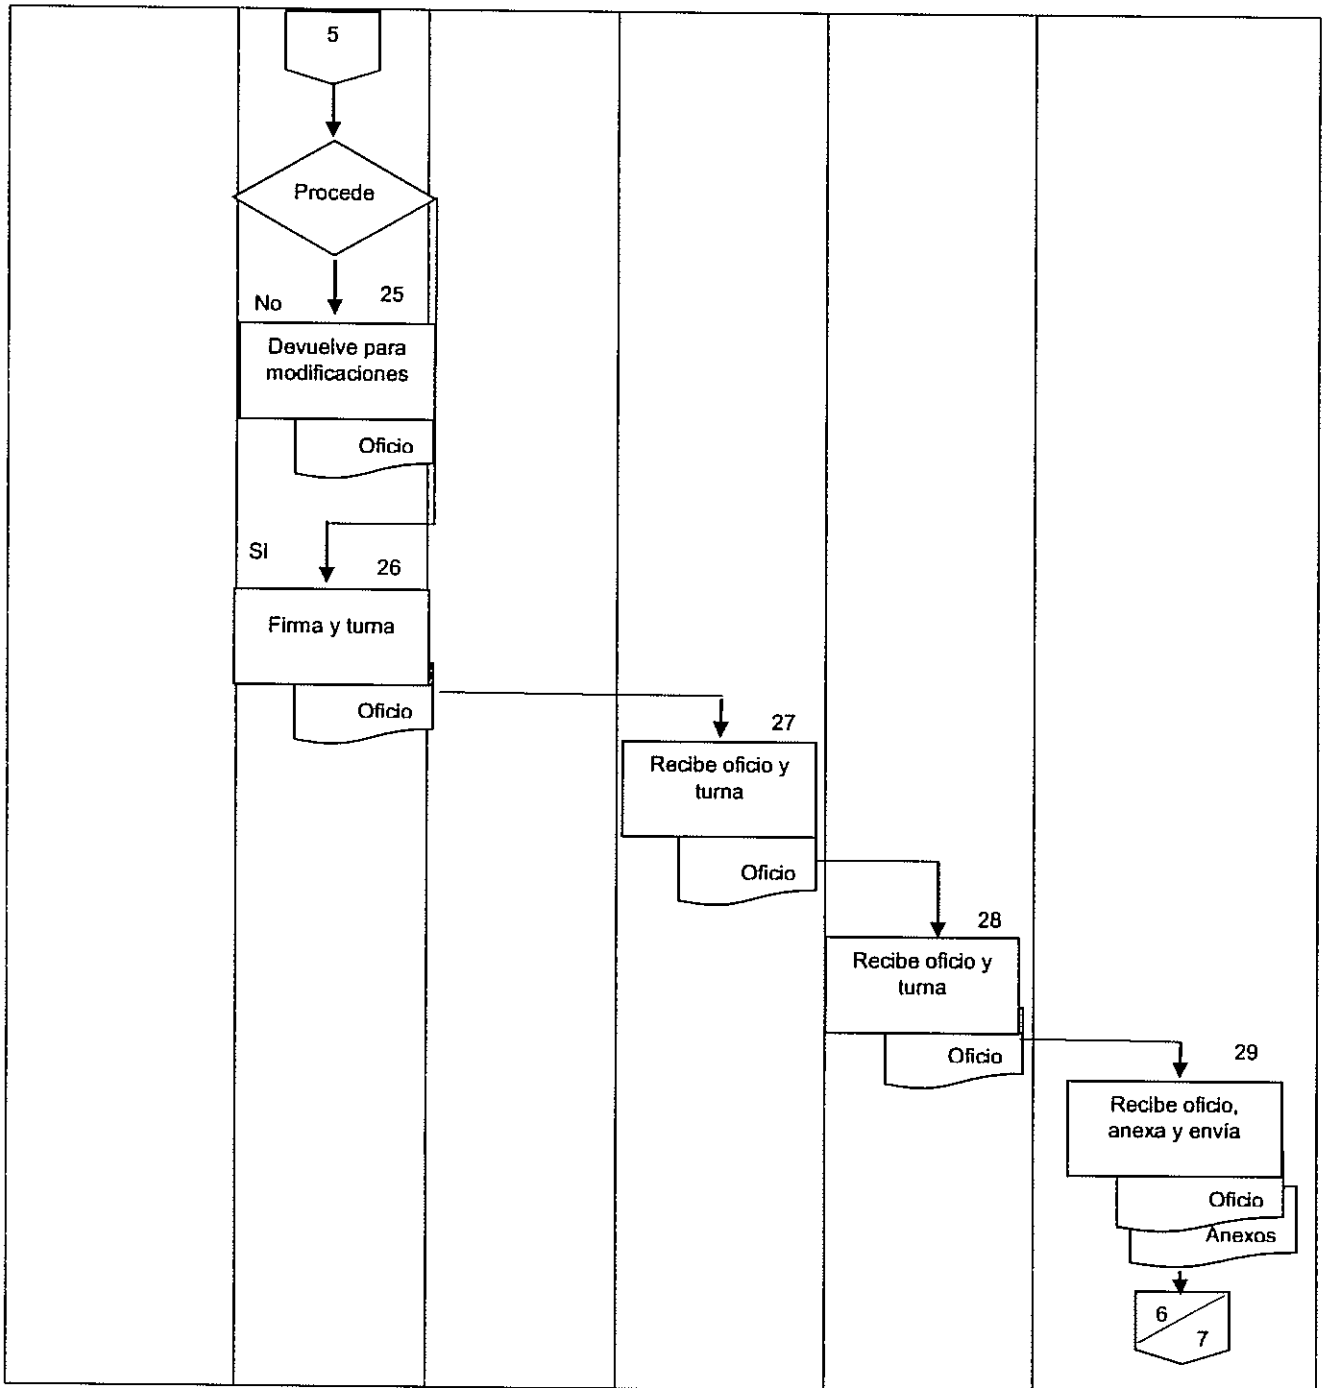 5
Procede
No
25
Devuelve para
modificaciones
Oficio
Si
26
Firma y turna
Oficio
27
Recibe oficio y
turna
Oficio
28
Recibe oficio y
turna
Oficio
29
Recibe oficio,
anexa y envía
Oficio
Anexos
6
7